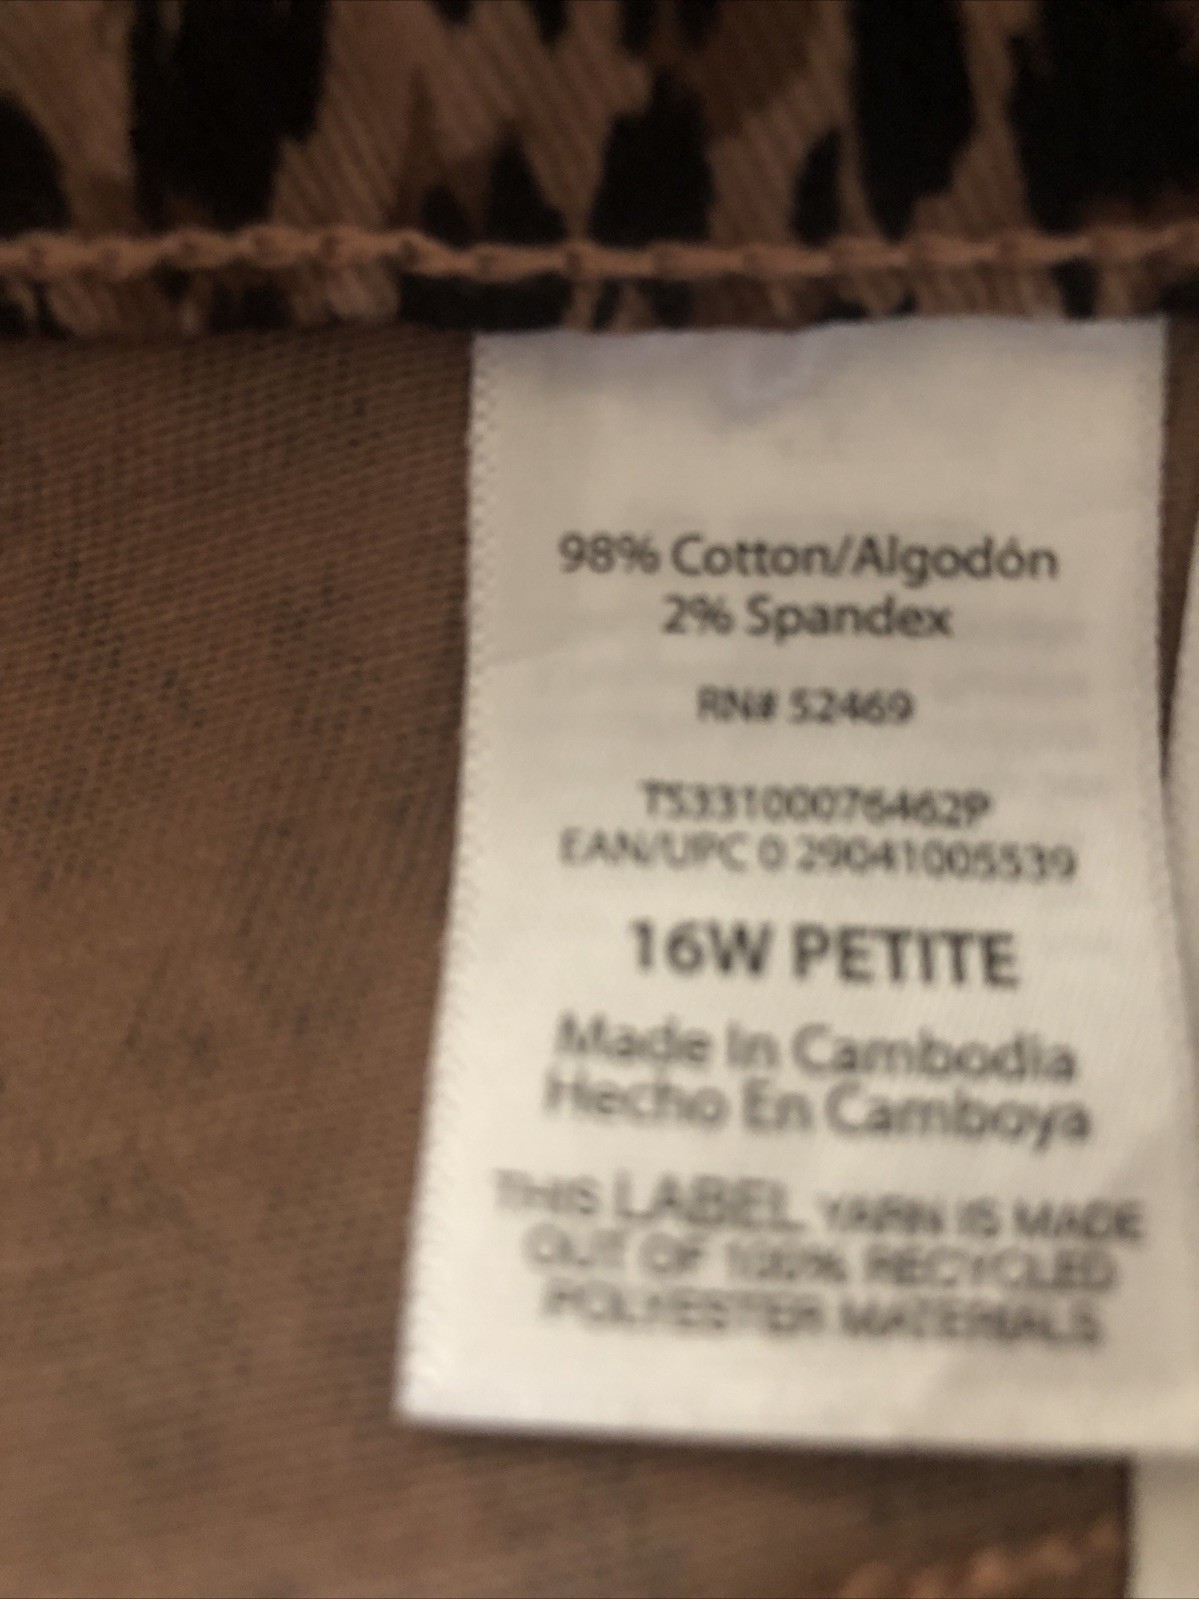 98% Cotton/Algodón
2% Spandex
RN# 52469
TS33100076462P
EAN/UPC 0 29041005539
16W PETITE
Made In Cambodia
Hecho En Camboya
THIS LABEL YARN IS MADE
OUT OF 100% RECYCLED
POLYESTER MATERIALS